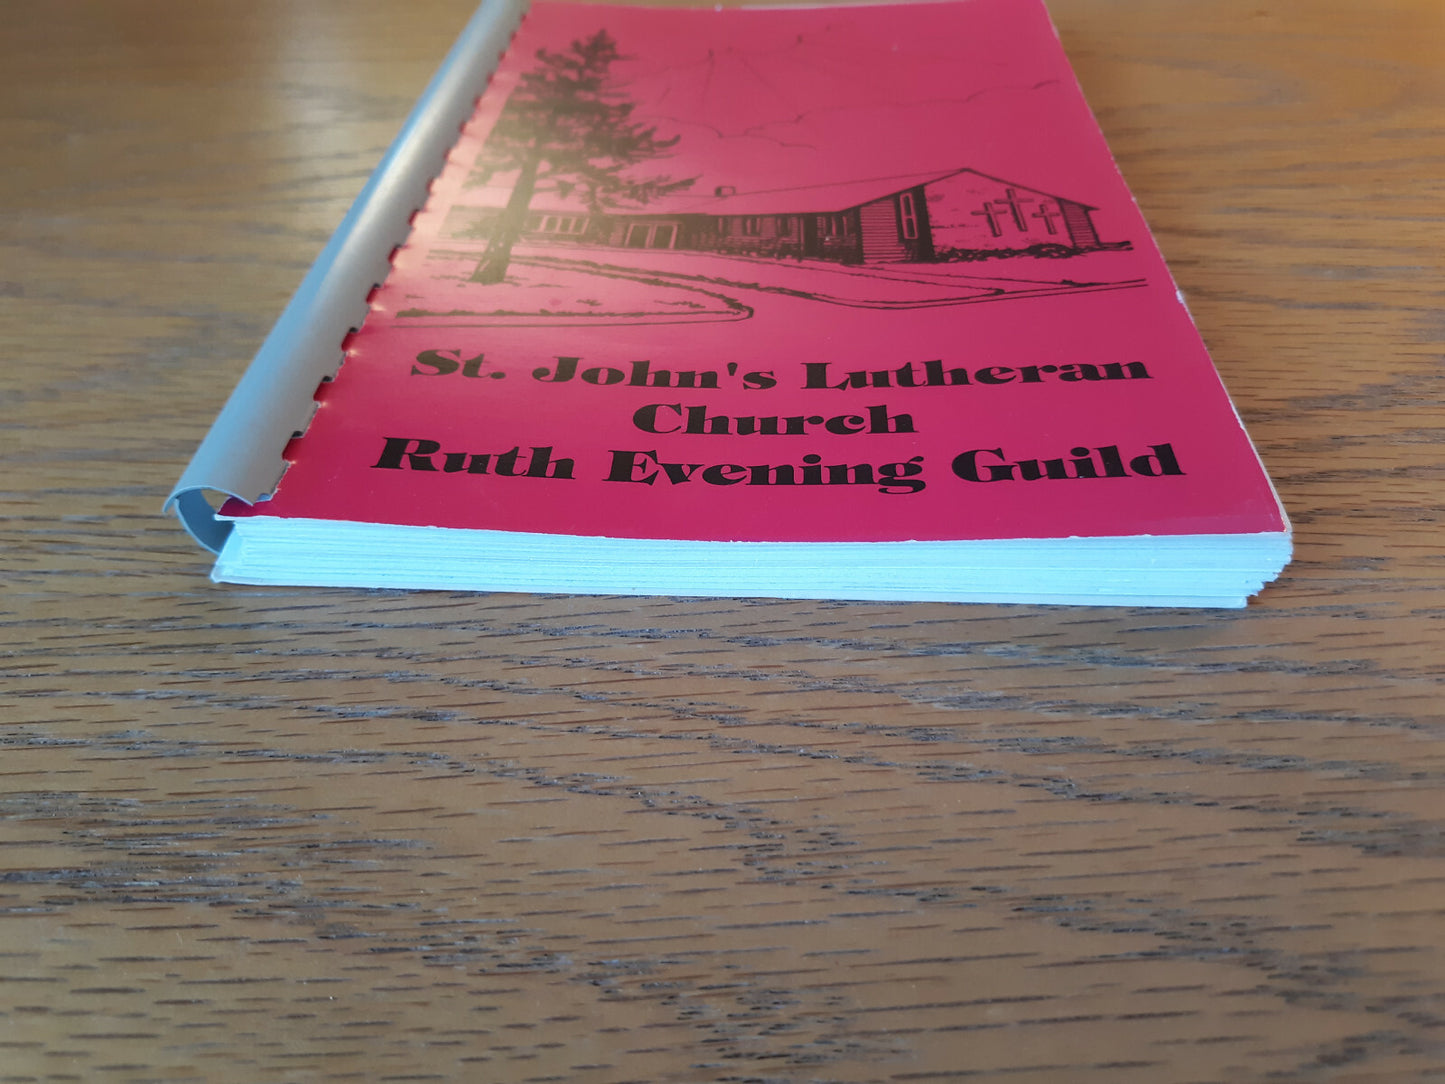 St. John's Lutheran
Church
Ruth Evening Guild